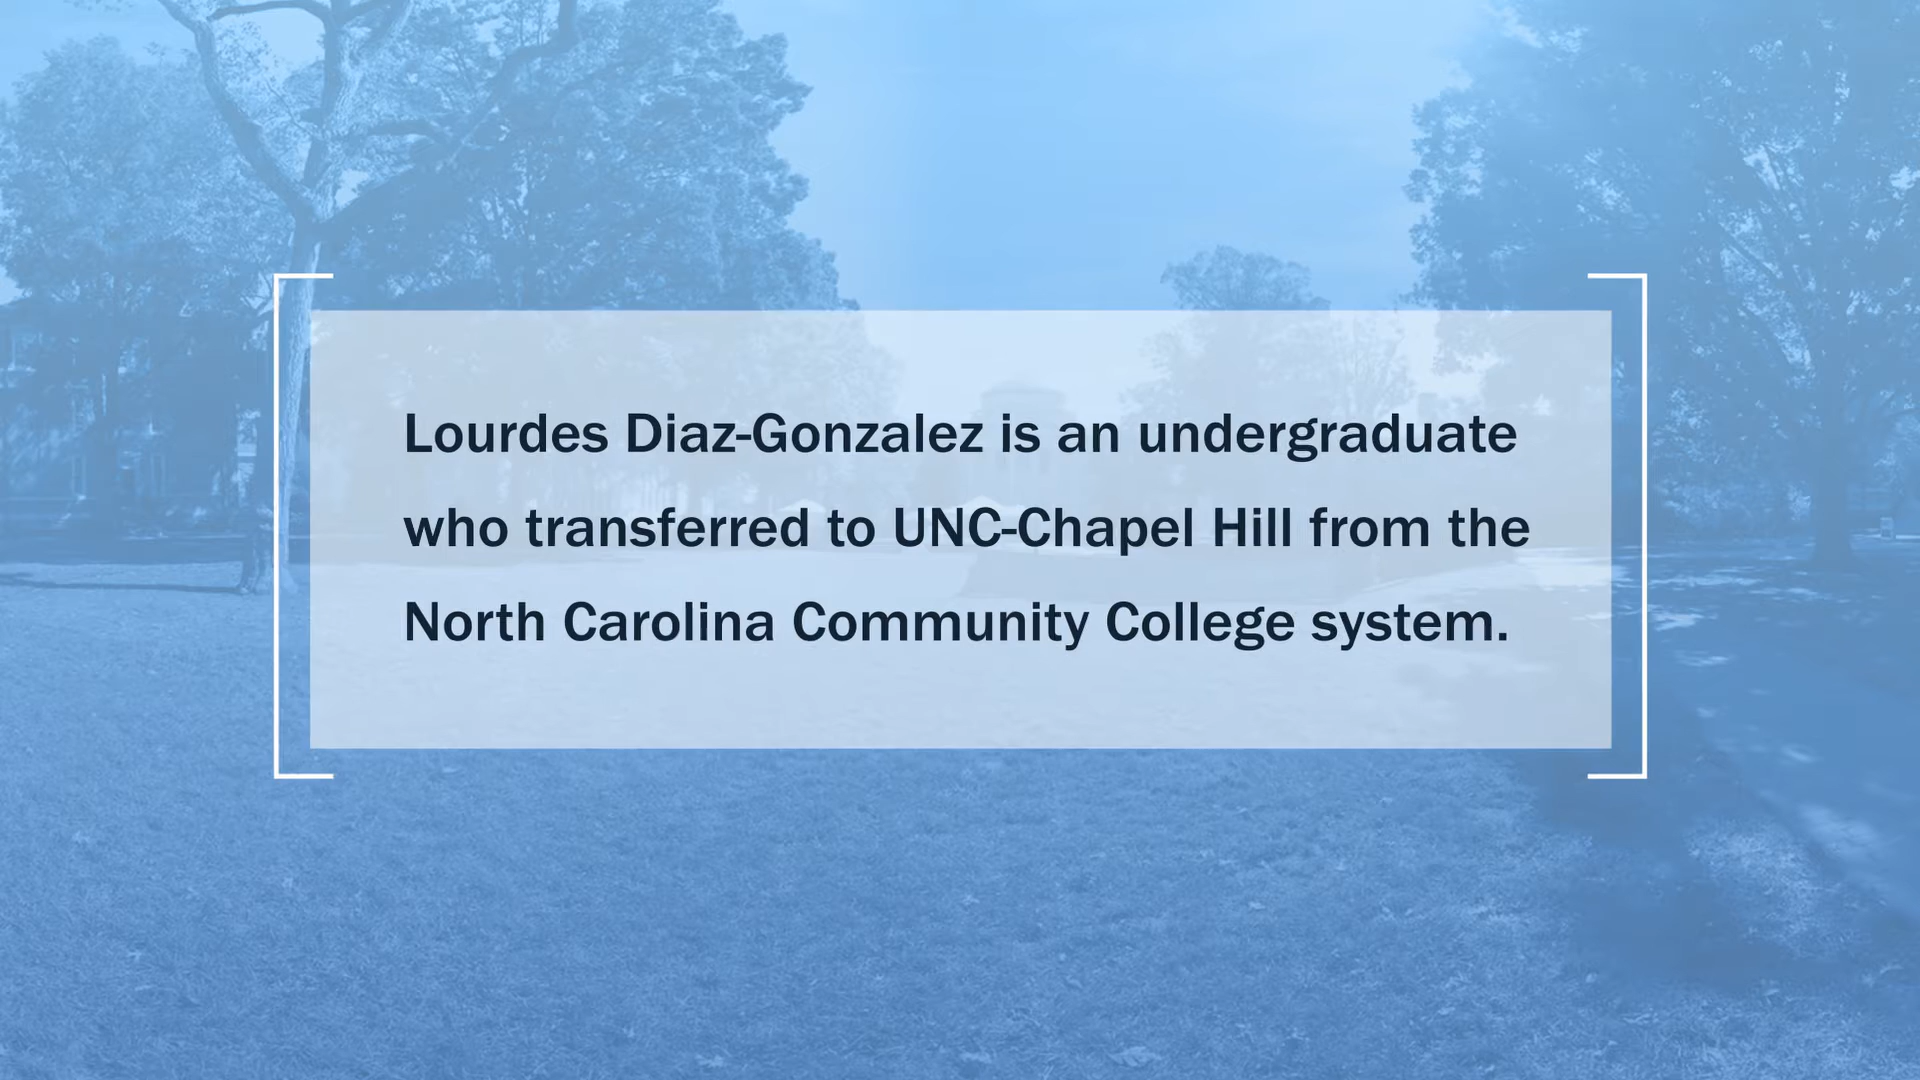 Lourdes Diaz-Gonzalez is an undergraduate
who transferred to UNC-Chapel Hill from the
North Carolina Community College system.